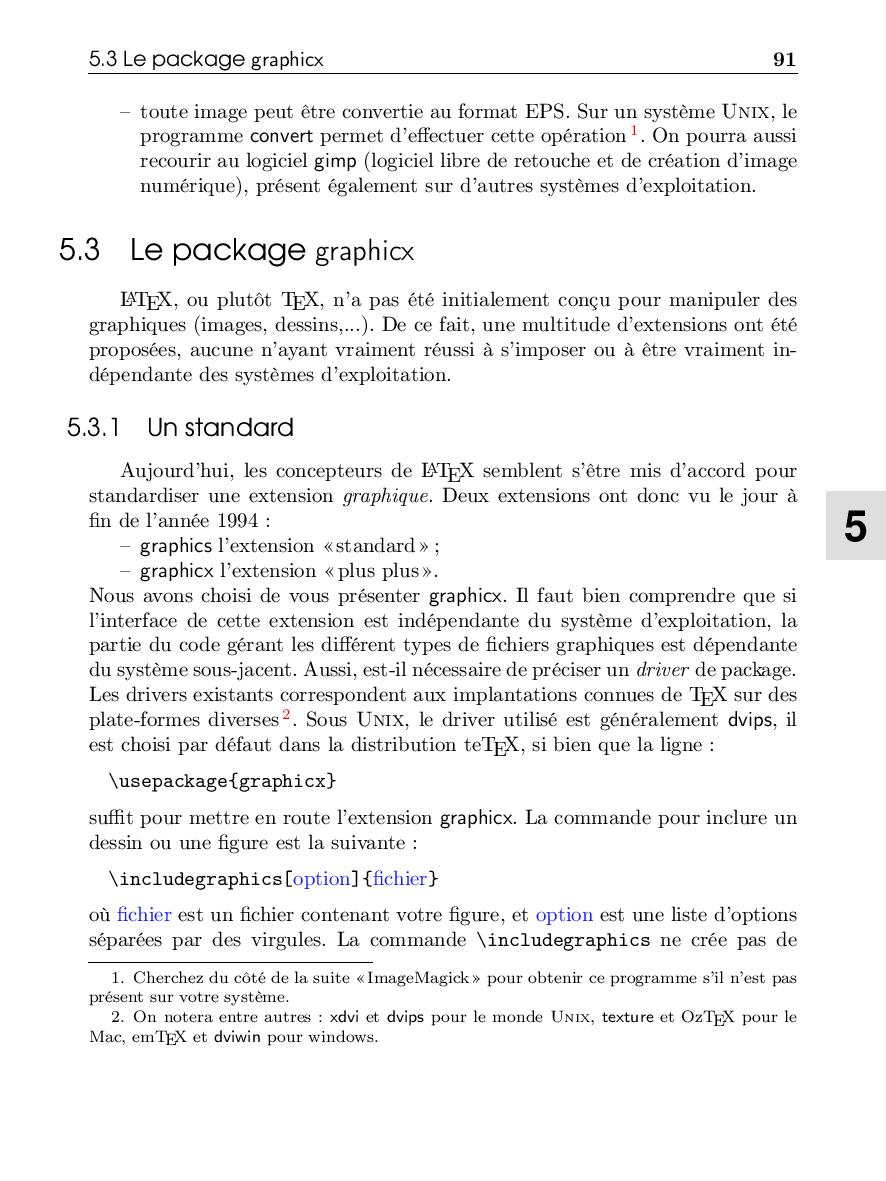 5.3 Le package graphicx 91
– toute image peut être convertie au format EPS. Sur un système UNIX, le
programme convert permet d'effectuer cette opération 1. On pourra aussi
recourir au logiciel gimp (logiciel libre de retouche et de création d'image
numérique), présent également sur d'autres systèmes d'exploitation.
5.3 Le package graphicx
LATEX, ou plutôt TEX, n'a pas été initialement conçu pour manipuler des
graphiques (images, dessins,...). De ce fait, une multitude d'extensions ont été
proposées, aucune n'ayant vraiment réussi à s'imposer ou à être vraiment in-
dépendante des systèmes d'exploitation.
5.3.1 Un standard
Aujourd'hui, les concepteurs de LATEX semblent s'être mis d'accord pour
standardiser une extension graphique. Deux extensions ont donc vu le jour à
fin de l'année 1994 :
– graphics l'extension «standard» ;
– graphicx l'extension «plus plus».
Nous avons choisi de vous présenter graphicx. Il faut bien comprendre que si
l'interface de cette extension est indépendante du système d'exploitation, la
partie du code gérant les différent types de fichiers graphiques est dépendante
du système sous-jacent. Aussi, est-il nécessaire de préciser un driver de package.
Les drivers existants correspondent aux implantations connues de TEX sur des
plate-formes diverses 2. Sous UNIX, le driver utilisé est généralement dvips, il
est choisi par défaut dans la distribution teTEX, si bien que la ligne :
\usepackage{graphicx}
suffit pour mettre en route l'extension graphicx. La commande pour inclure un
dessin ou une figure est la suivante :
\includegraphics[option]{fichier}
où fichier est un fichier contenant votre figure, et option est une liste d'options
séparées par des virgules. La commande \includegraphics ne crée pas de
1. Cherchez du côté de la suite «ImageMagick» pour obtenir ce programme s'il n'est pas
présent sur votre système.
2. On notera entre autres : xdvi et dvips pour le monde UNIX, texture et OzTEX pour le
Mac, emTEX et dviwin pour windows.
5